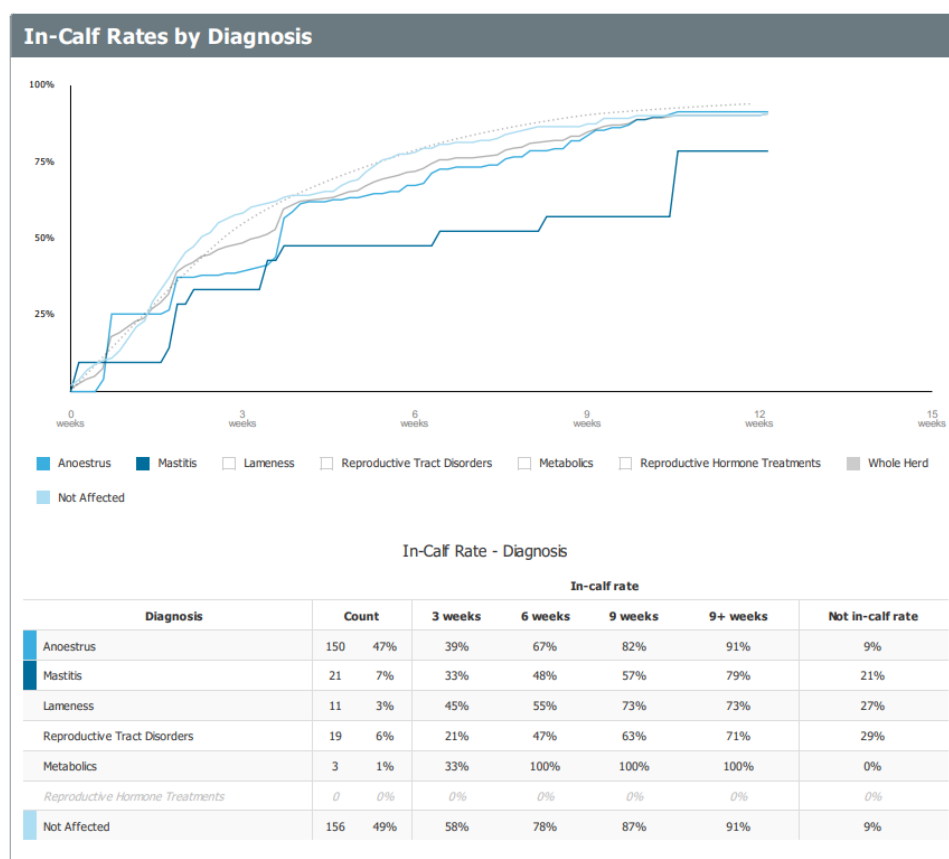 In-Calf Rates by Diagnosis
100%
75%
50%
25%
0 3 6 9 12 15
weeks weeks weeks weeks weeks weeks
Anoestrus Mastitis Lameness Reproductive Tract Disorders Metabolics Reproductive Hormone Treatments Whole Herd
Not Affected
In-Calf Rate - Diagnosis
In-calf rate
Diagnosis Count 3 weeks 6 weeks 9 weeks 9+ weeks Not in-calf rate
Anoestrus 150 47% 39% 67% 82% 91% 9%
Mastitis 21 7% 33% 48% 57% 79% 21%
Lameness 11 3% 45% 55% 73% 73% 27%
Reproductive Tract Disorders 19 6% 21% 47% 63% 71% 29%
Metabolics 3 1% 33% 100% 100% 100% 0%
Reproductive Hormone Treatments 0 0% 0% 0% 0% 0% 0%
Not Affected 156 49% 58% 78% 87% 91% 9%